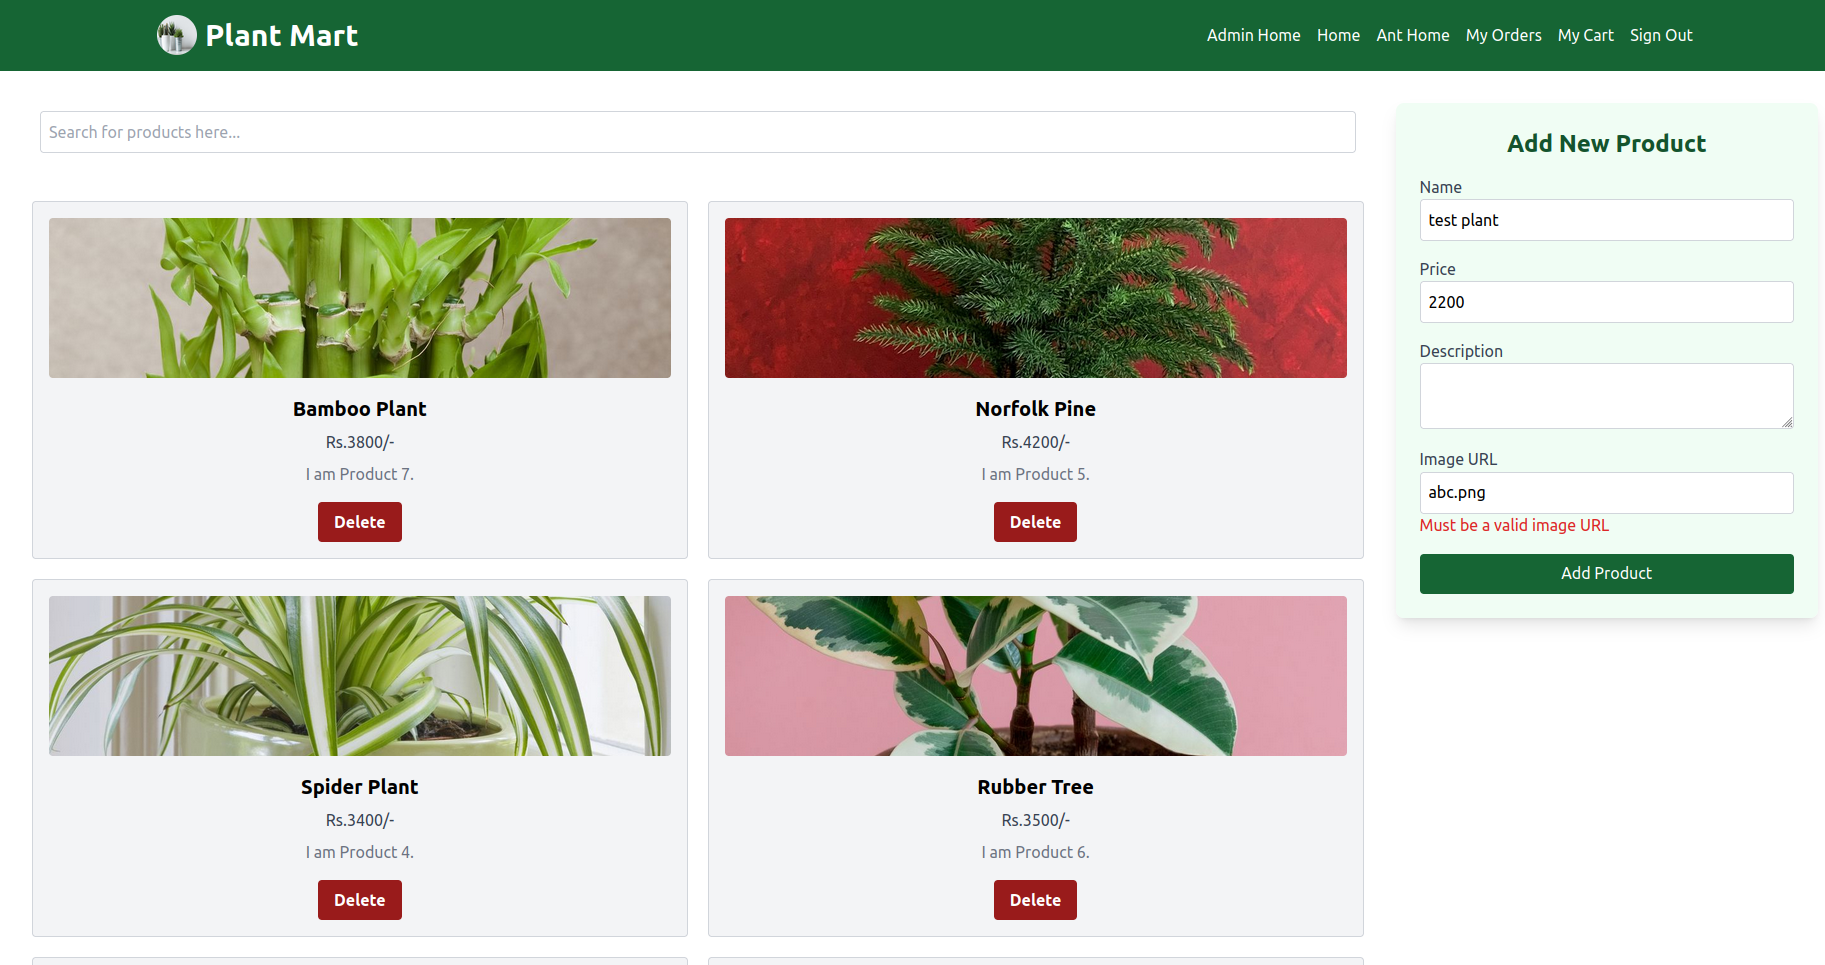 Plant Mart
Admin Home Home Ant Home My Orders My Cart Sign Out
Search for products here...
Bamboo Plant
Rs.3800/-
I am Product 7.
Delete
Norfolk Pine
Rs.4200/-
I am Product 5.
Delete
Spider Plant
Rs.3400/-
I am Product 4.
Delete
Rubber Tree
Rs.3500/-
I am Product 6.
Delete
Add New Product
Name
test plant
Price
2200
Description
Image URL
abc.png
Must be a valid image URL
Add Product